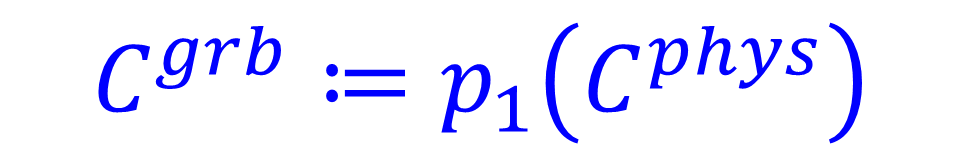 C^{grb} := p_1(C^{phys})